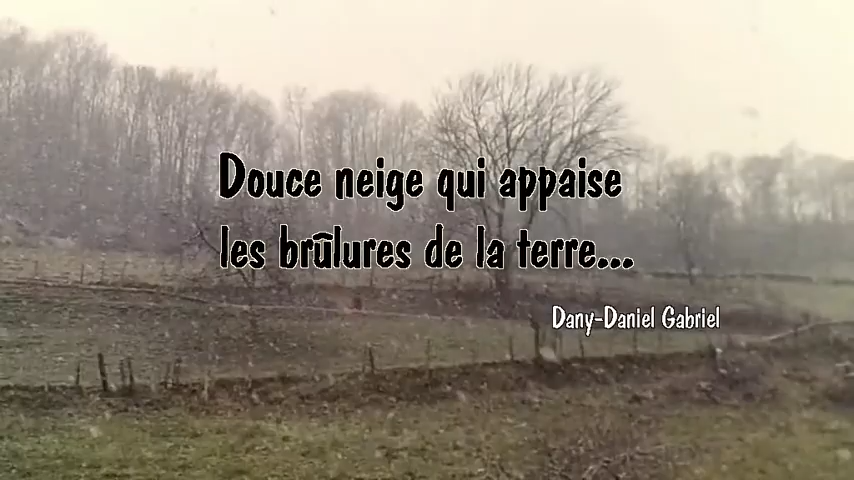 Douce neige qui appaise
les brûlures de la terre...
Dany-Daniel Gabriel